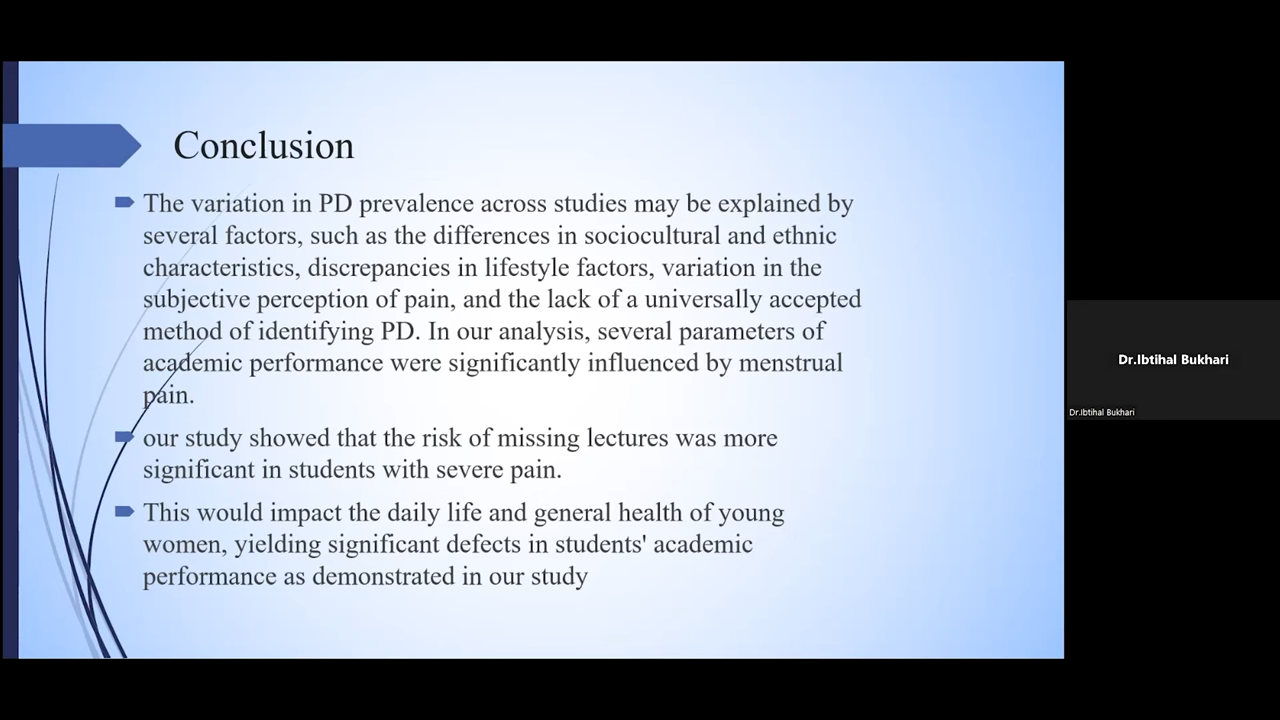 Conclusion
The variation in PD prevalence across studies may be explained by
several factors, such as the differences in sociocultural and ethnic
characteristics, discrepancies in lifestyle factors, variation in the
subjective perception of pain, and the lack of a universally accepted
method of identifying PD. In our analysis, several parameters of
academic performance were significantly influenced by menstrual
pain.
our study showed that the risk of missing lectures was more
significant in students with severe pain.
This would impact the daily life and general health of young
women, yielding significant defects in students' academic
performance as demonstrated in our study
Dr.Ibtihal Bukhari
Dr.Ibtihal Bukhari